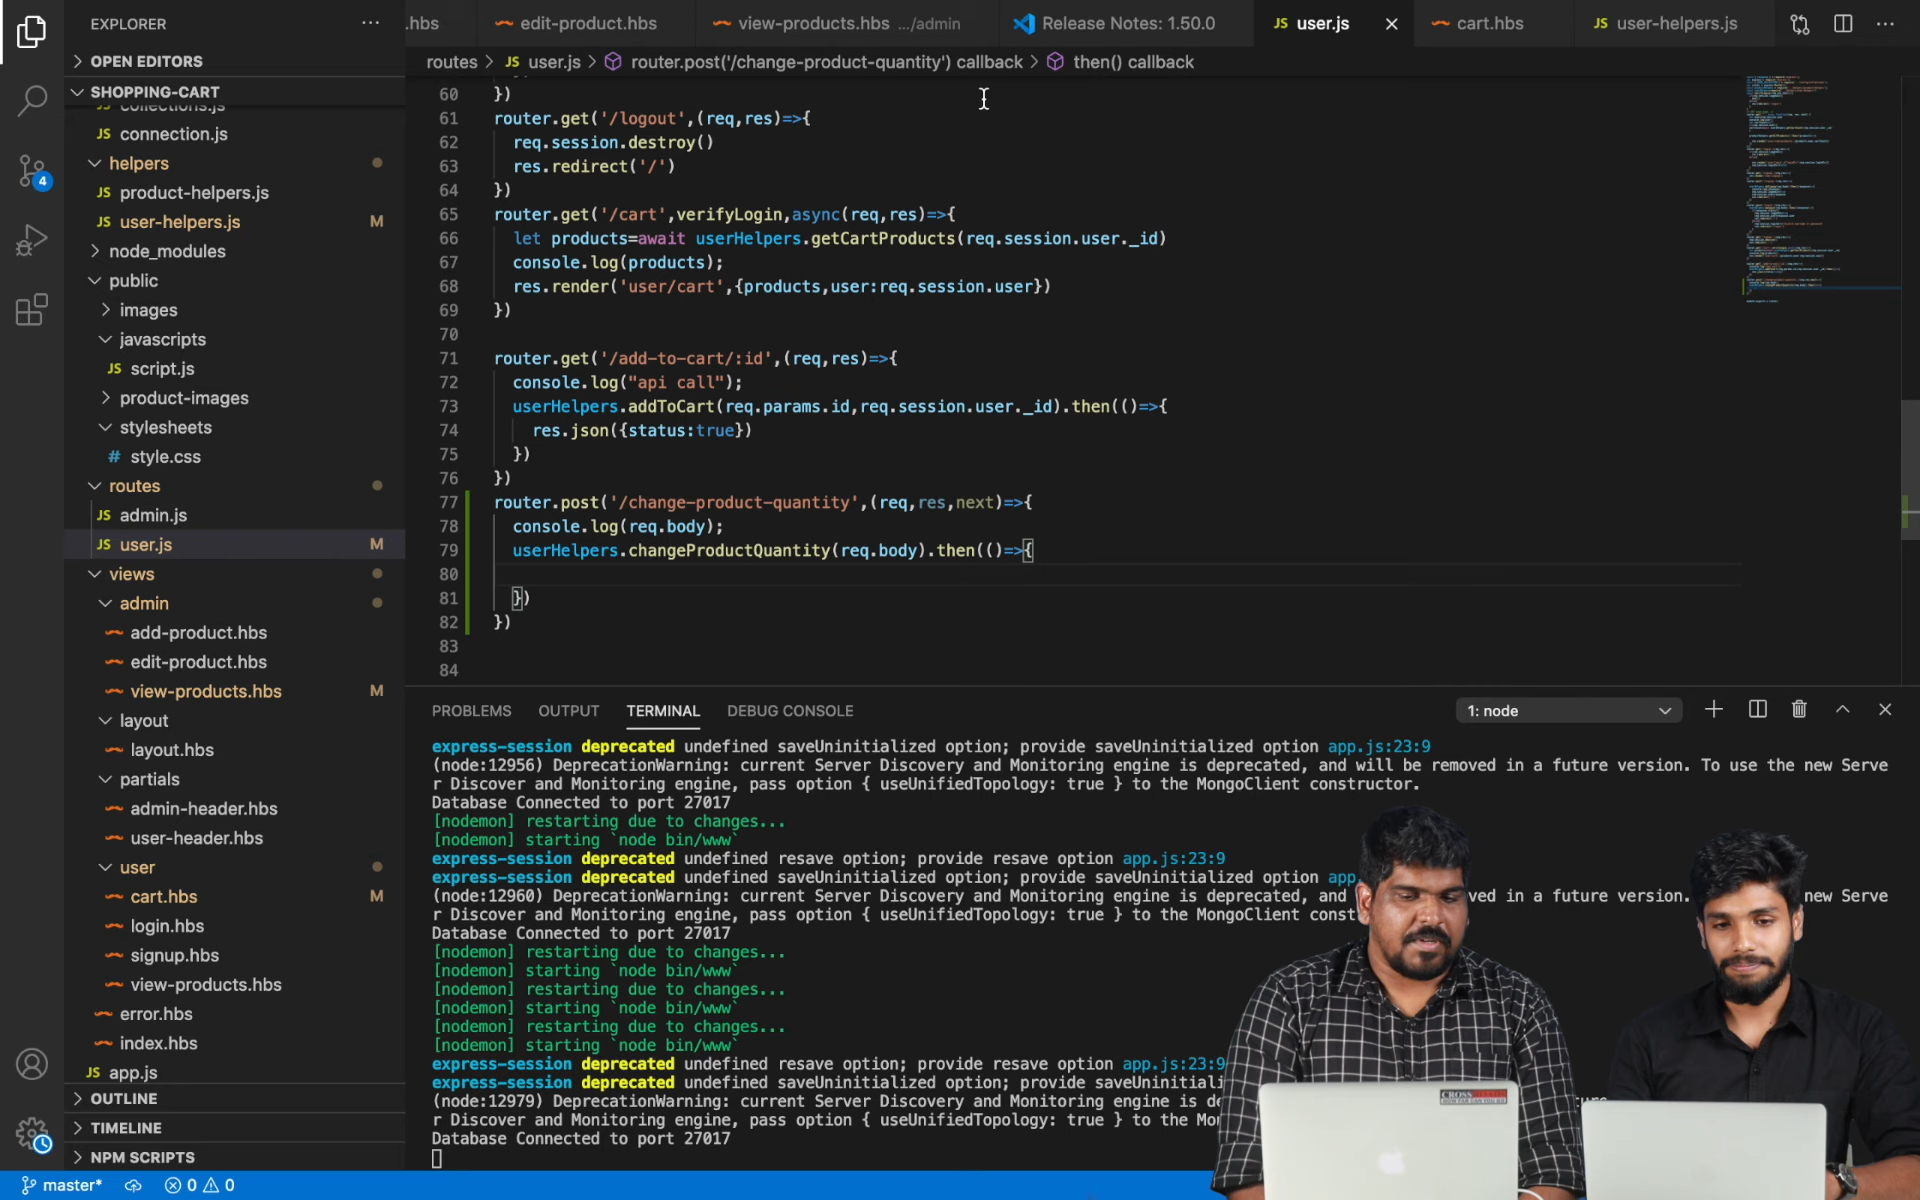 EXPLORER
OPEN EDITORS
SHOPPING-CART
collections.js
connection.js
helpers
JS product-helpers.js
JS user-helpers.js M
node_modules
public
images
javascripts
JS script.js
product-images
stylesheets
# style.css
routes
JS admin.js
JS user.js M
views
admin
add-product.hbs
edit-product.hbs
view-products.hbs M
layout
layout.hbs
partials
admin-header.hbs
user-header.hbs
user
cart.hbs M
login.hbs
signup.hbs
view-products.hbs
error.hbs
index.hbs
JS app.js
OUTLINE
TIMELINE
NPM SCRIPTS
4
master* 0 0
.hbs edit-product.hbs view-products.hbs .../admin Release Notes: 1.50.0 JS user.js cart.hbs JS user-helpers.js
routes > JS user.js > router.post('/change-product-quantity') callback > then() callback
60 })
61 router.get('/logout',(req,res)=>{
62 req.session.destroy()
63 res.redirect('/')
64 })
65 router.get('/cart',verifyLogin,async(req,res)=>{
66 let products=await userHelpers.getCartProducts(req.session.user._id)
67 console.log(products);
68 res.render('user/cart',{products,user:req.session.user})
69 })
70
71 router.get('/add-to-cart/:id',(req,res)=>{
72 console.log("api call");
73 userHelpers.addToCart(req.params.id,req.session.user._id).then(()=>{
74 res.json({status:true})
75 })
76 })
77 router.post('/change-product-quantity',(req,res,next)=>{
78 console.log(req.body);
79 userHelpers.changeProductQuantity(req.body).then(()=>{
80
81 })
82 })
83
84
PROBLEMS OUTPUT TERMINAL DEBUG CONSOLE 1: node
express-session deprecated undefined saveUninitialized option; provide saveUninitialized option app.js:23:9
(node:12956) DeprecationWarning: current Server Discovery and Monitoring engine is deprecated, and will be removed in a future version. To use the new Serve
r Discover and Monitoring engine, pass option { useUnifiedTopology: true } to the MongoClient constructor.
Database Connected to port 27017
[nodemon] restarting due to changes...
[nodemon] starting `node bin/www`
express-session deprecated undefined resave option; provide resave option app.js:23:9
express-session deprecated undefined saveUninitialized option; provide saveUninitialized option app
(node:12960) DeprecationWarning: current Server Discovery and Monitoring engine is deprecated, and ved in a future version. new Serve
r Discover and Monitoring engine, pass option { useUnifiedTopology: true } to the MongoClient const
Database Connected to port 27017
[nodemon] restarting due to changes...
[nodemon] starting `node bin/www`
[nodemon] restarting due to changes...
[nodemon] starting `node bin/www`
[nodemon] restarting due to changes...
[nodemon] starting `node bin/www`
express-session deprecated undefined resave option; provide resave option app.js:23:9
express-session deprecated undefined saveUninitialized option; provide saveUninitiali
(node:12979) DeprecationWarning: current Server Discovery and Monitoring engine is de
r Discover and Monitoring engine, pass option { useUnifiedTopology: true } to the Mo
Database Connected to port 27017